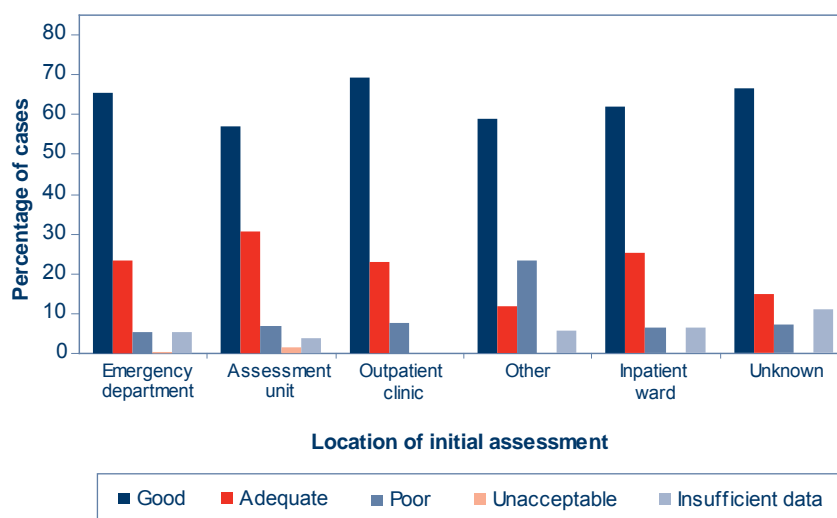 Percentage of cases
80
70
60
50
40
30
20
10
0
Emergency
department
Assessment
unit
Outpatient
clinic
Other
Inpatient
ward
Unknown
Location of initial assessment
Good Adequate Poor Unacceptable Insufficient data